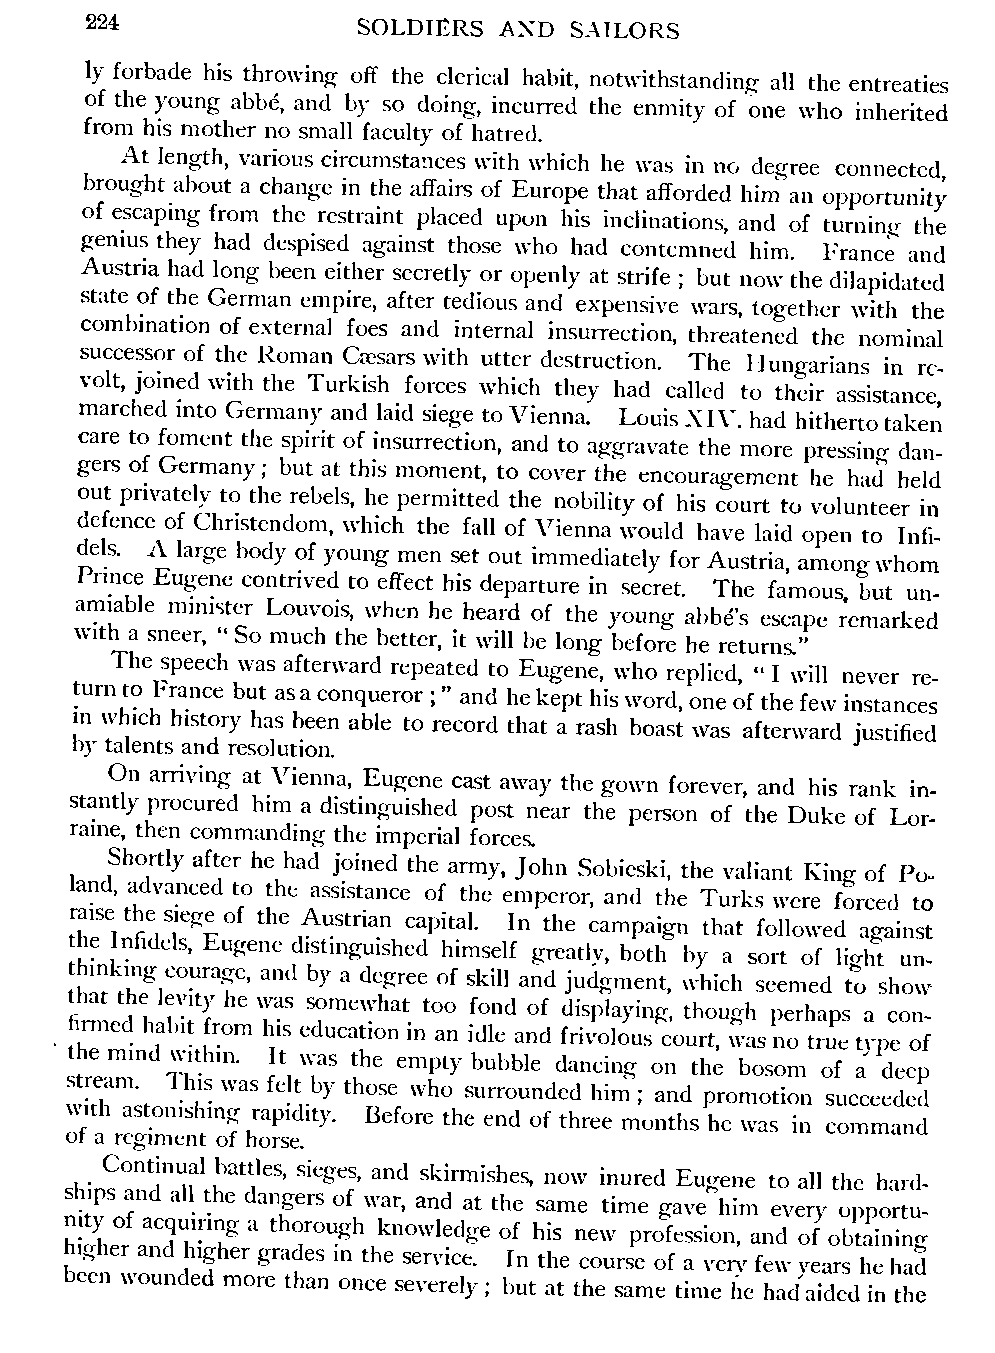 224
SOLDIERS AND SAILORS
ly forbade his throwing off the clerical habit, notwithstanding all the entreaties
of the young abbé, and by so doing, incurred the enmity of one who inherited
from his mother no small faculty of hatred.
At length, various circumstances with which he was in no degree connected,
brought about a change in the affairs of Europe that afforded him an opportunity
of escaping from the restraint placed upon his inclinations, and of turning the
genius they had despised against those who had contemned him. France and
Austria had long been either secretly or openly at strife ; but now the dilapidated
state of the German empire, after tedious and expensive wars, together with the
combination of external foes and internal insurrection, threatened the nominal
successor of the Roman Cæsars with utter destruction. The Hungarians in re-
volt, joined with the Turkish forces which they had called to their assistance,
marched into Germany and laid siege to Vienna. Louis XIV. had hitherto taken
care to foment the spirit of insurrection, and to aggravate the more pressing dan-
gers of Germany ; but at this moment, to cover the encouragement he had held
out privately to the rebels, he permitted the nobility of his court to volunteer in
defence of Christendom, which the fall of Vienna would have laid open to Infi-
dels. A large body of young men set out immediately for Austria, among whom
Prince Eugene contrived to effect his departure in secret. The famous, but un-
amiable minister Louvois, when he heard of the young abbé's escape remarked
with a sneer, “ So much the better, it will be long before he returns.”
The speech was afterward repeated to Eugene, who replied, “ I will never re-
turn to France but as a conqueror ; ” and he kept his word, one of the few instances
in which history has been able to record that a rash boast was afterward justified
by talents and resolution.
On arriving at Vienna, Eugene cast away the gown forever, and his rank in-
stantly procured him a distinguished post near the person of the Duke of Lor-
raine, then commanding the imperial forces.
Shortly after he had joined the army, John Sobieski, the valiant King of Po-
land, advanced to the assistance of the emperor, and the Turks were forced to
raise the siege of the Austrian capital. In the campaign that followed against
the Infidels, Eugene distinguished himself greatly, both by a sort of light un-
thinking courage, and by a degree of skill and judgment, which seemed to show
that the levity he was somewhat too fond of displaying, though perhaps a con-
firmed habit from his education in an idle and frivolous court, was no true type of
the mind within. It was the empty bubble dancing on the bosom of a deep
stream. This was felt by those who surrounded him ; and promotion succeeded
with astonishing rapidity. Before the end of three months he was in command
of a regiment of horse.
Continual battles, sieges, and skirmishes, now inured Eugene to all the hard-
ships and all the dangers of war, and at the same time gave him every opportu-
nity of acquiring a thorough knowledge of his new profession, and of obtaining
higher and higher grades in the service. In the course of a very few years he had
been wounded more than once severely ; but at the same time he had aided in the